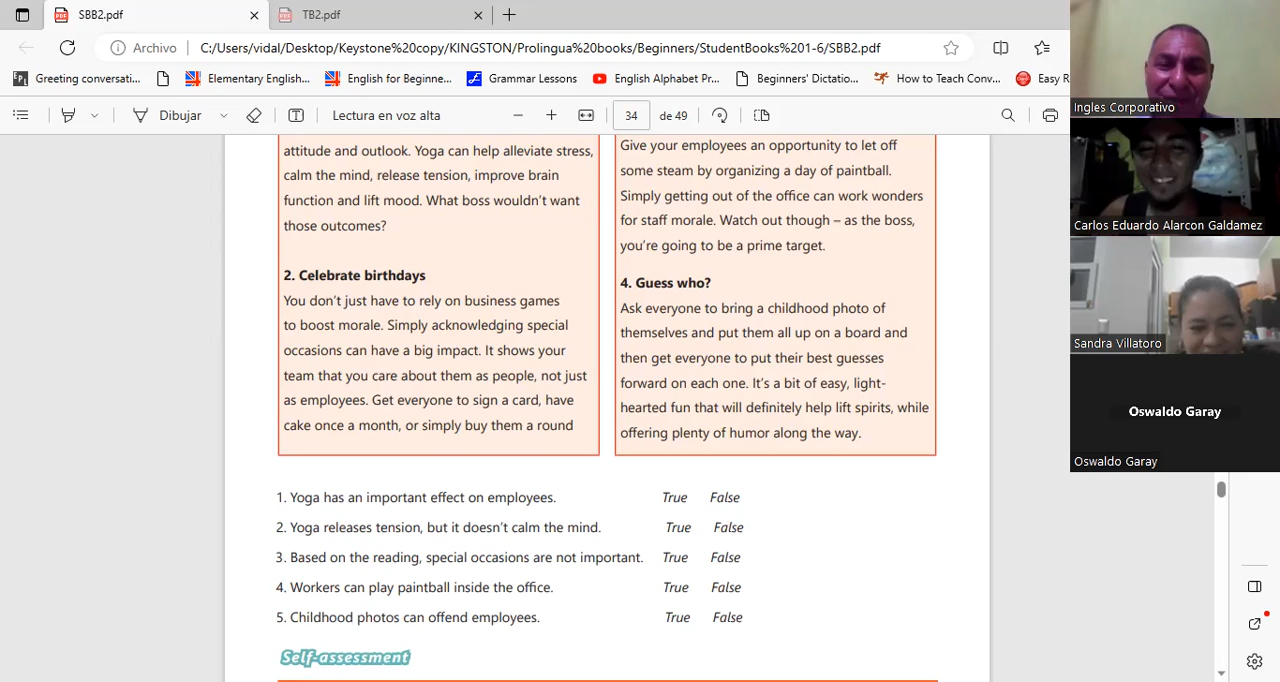 SBB2.pdf
TB2.pdf
Archivo
C:/Users/vidal/Desktop/Keystone%20copy/KINGSTON/Prolingua%20books/Beginners/StudentBooks%201-6/SBB2.pdf
Greeting conversati...
Elementary English...
English for Beginne...
Grammar Lessons
English Alphabet Pr...
Beginners' Dictatio...
How to Teach Conv...
Easy R
Dibujar
Lectura en voz alta
34
de 49
attitude and outlook. Yoga can help alleviate stress,
calm the mind, release tension, improve brain
function and lift mood. What boss wouldn't want
those outcomes?
2. Celebrate birthdays
You don't just have to rely on business games
to boost morale. Simply acknowledging special
occasions can have a big impact. It shows your
team that you care about them as people, not just
as employees. Get everyone to sign a card, have
cake once a month, or simply buy them a round
Give your employees an opportunity to let off
some steam by organizing a day of paintball.
Simply getting out of the office can work wonders
for staff morale. Watch out though – as the boss,
you're going to be a prime target.
4. Guess who?
Ask everyone to bring a childhood photo of
themselves and put them all up on a board and
then get everyone to put their best guesses
forward on each one. It's a bit of easy, light-
hearted fun that will definitely help lift spirits, while
offering plenty of humor along the way.
1. Yoga has an important effect on employees. True False
2. Yoga releases tension, but it doesn't calm the mind. True False
3. Based on the reading, special occasions are not important. True False
4. Workers can play paintball inside the office. True False
5. Childhood photos can offend employees. True False
Self-assessment
Ingles Corporativo
Carlos Eduardo Alarcon Galdamez
Sandra Villatoro
Oswaldo Garay
Oswaldo Garay